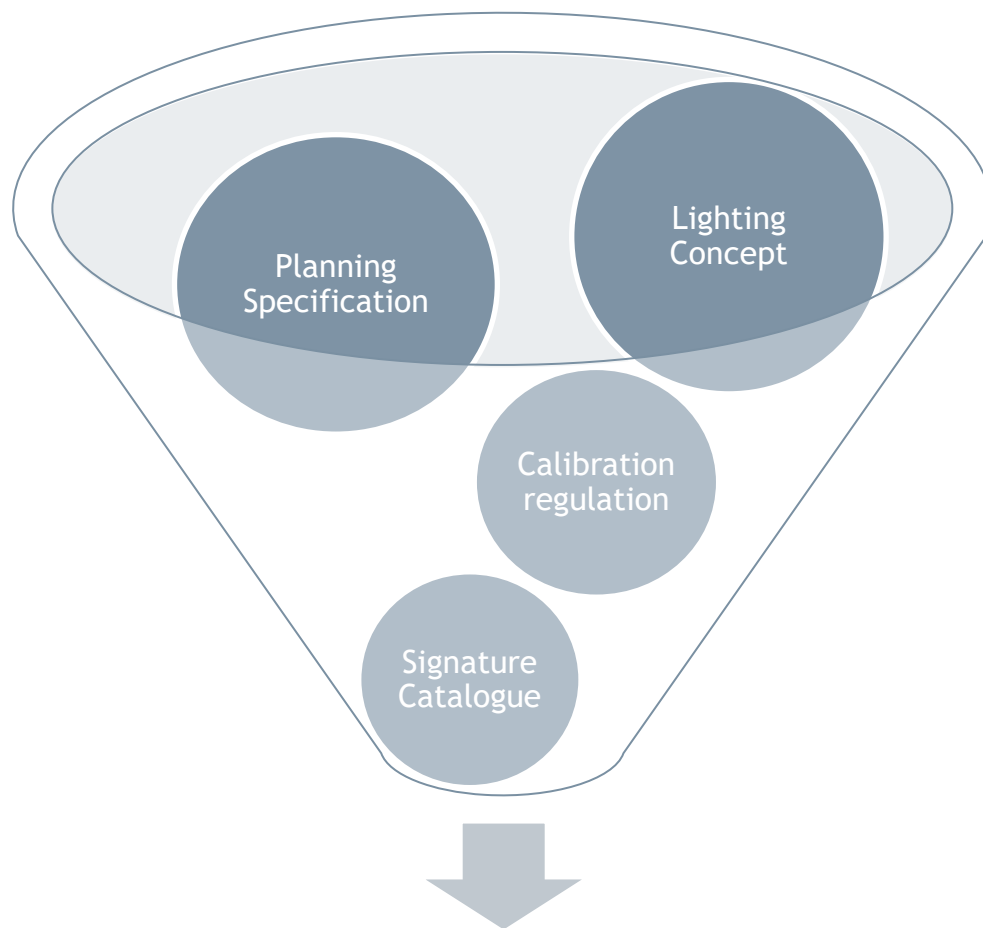 Lighting
Concept
Planning
Specification
Calibration
regulation
Signature
Catalogue